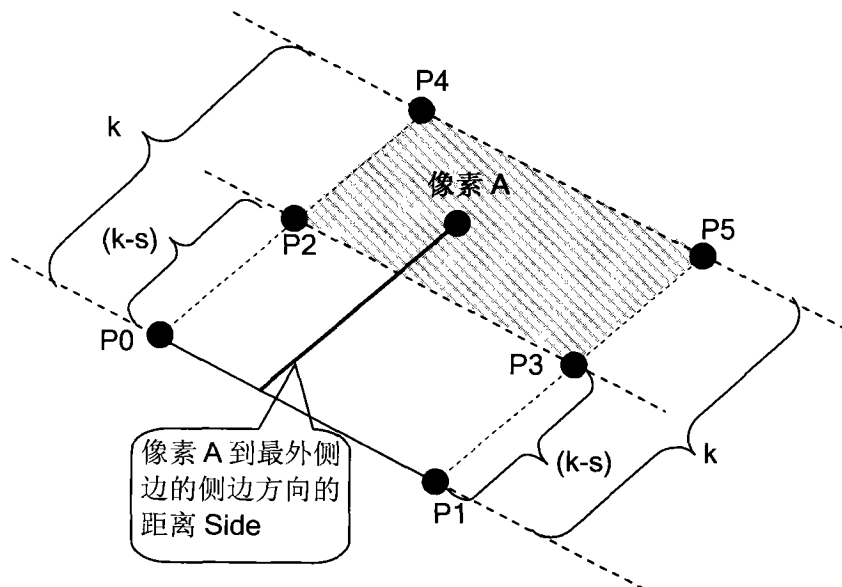 P4
k
像素 A
(k-s)
P2
P5
P0
P3
像素 A 到最外侧
边的侧边方向的
距离 Side
(k-s)
k
P1